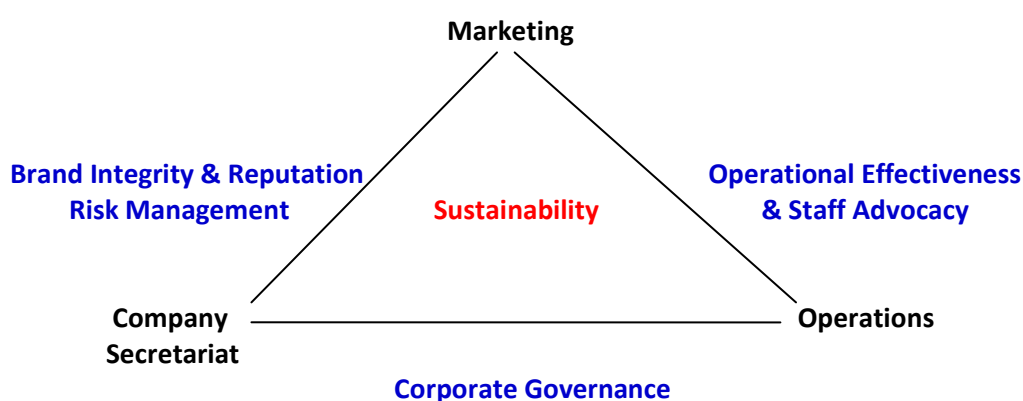 Marketing
Brand Integrity & Reputation
Risk Management
Sustainability
Operational Effectiveness
& Staff Advocacy
Company
Secretariat
Operations
Corporate Governance